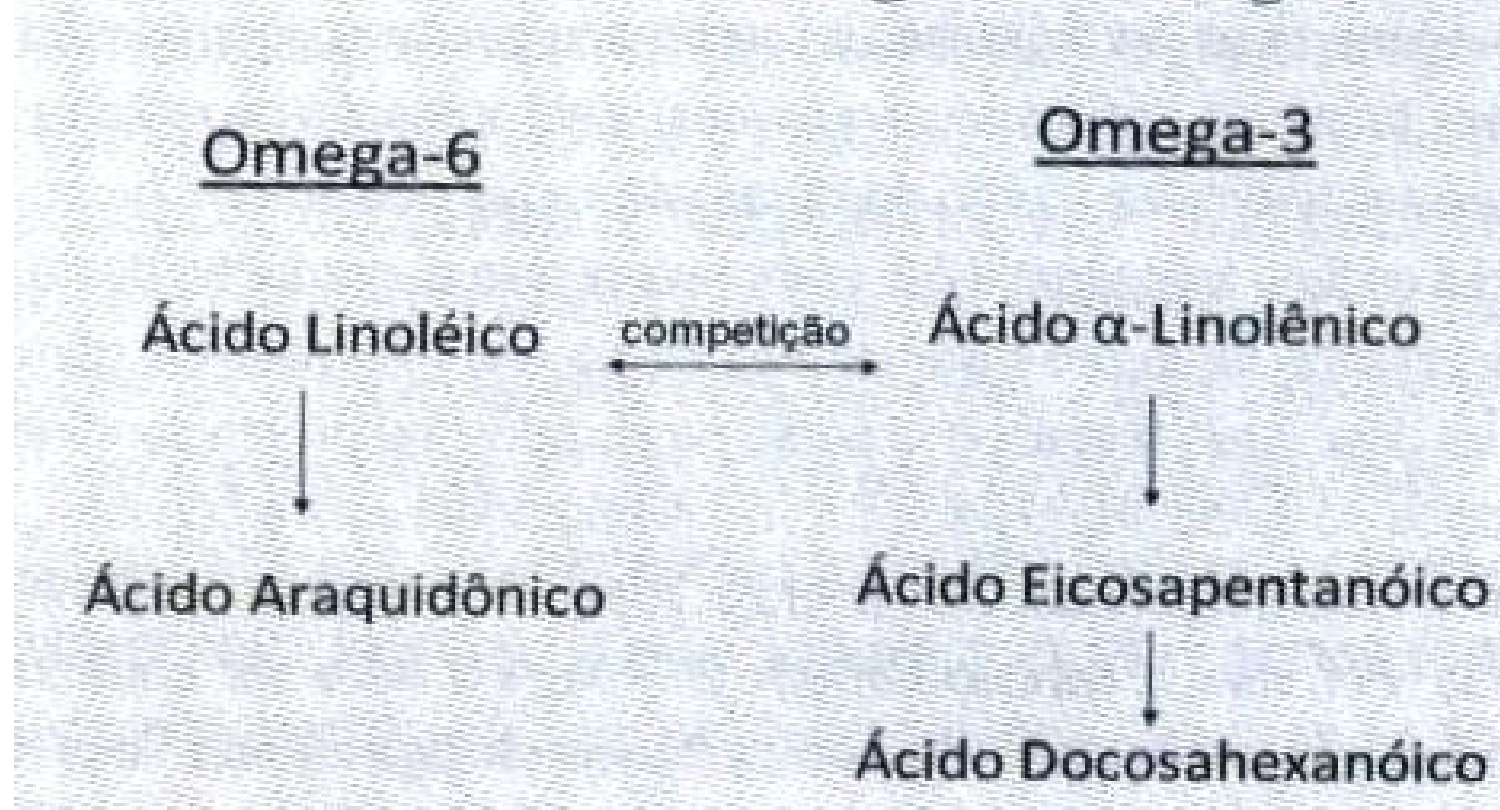 Omega-6
Omega-3
Ácido Linoléico
competição
Ácido α-Linolênico
Ácido Araquidônico
Ácido Eicosapentanóico
Ácido Docosahexanóico